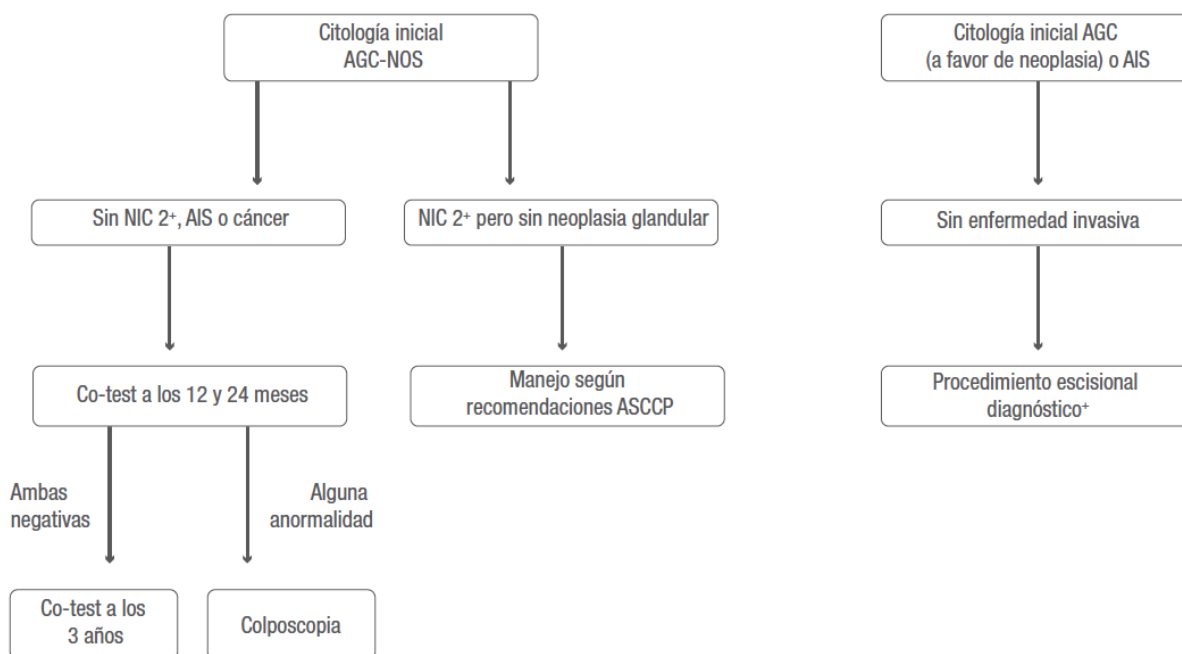 Citología inicial
AGC-NOS
Citología inicial AGC
(a favor de neoplasia) o AIS
Sin NIC 2+, AIS o cáncer
NIC 2+ pero sin neoplasia glandular
Sin enfermedad invasiva
Co-test a los 12 y 24 meses
Manejo según
recomendaciones ASCCP
Procedimiento escisional
diagnóstico+
Ambas
negativas
Alguna
anormalidad
Co-test a los
3 años
Colposcopia